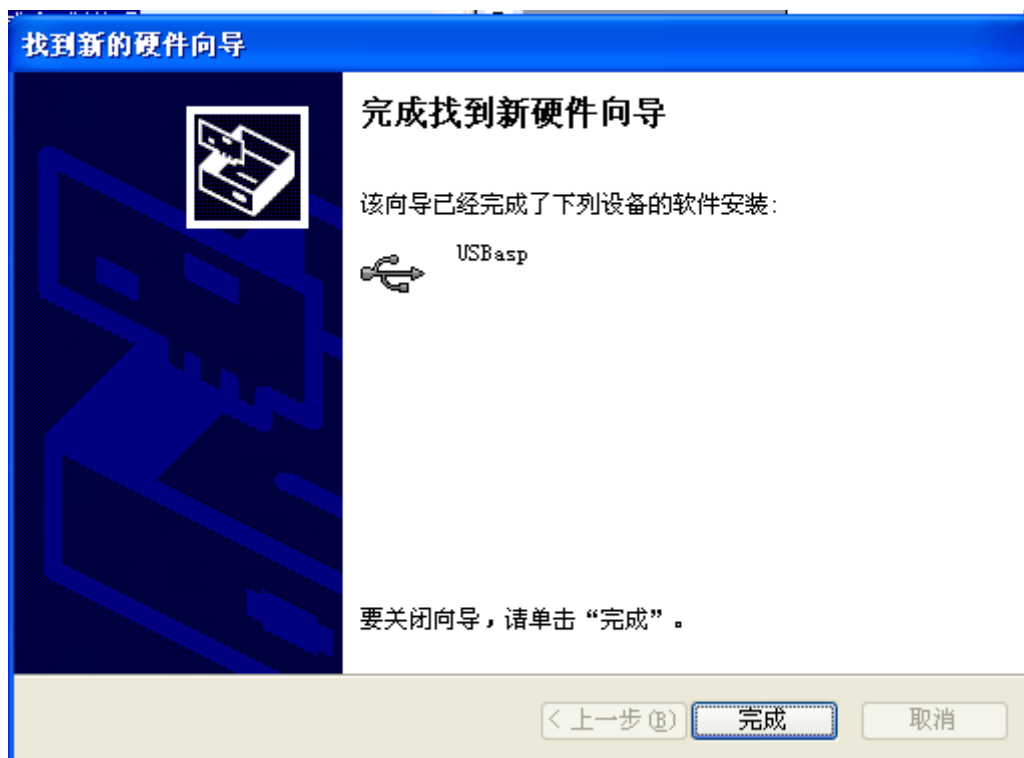 找到新的硬件向导
完成找到新硬件向导
该向导已经完成了下列设备的软件安装:
USBasp
要关闭向导，请单击“完成”。
< 上一步(B)
完成
取消